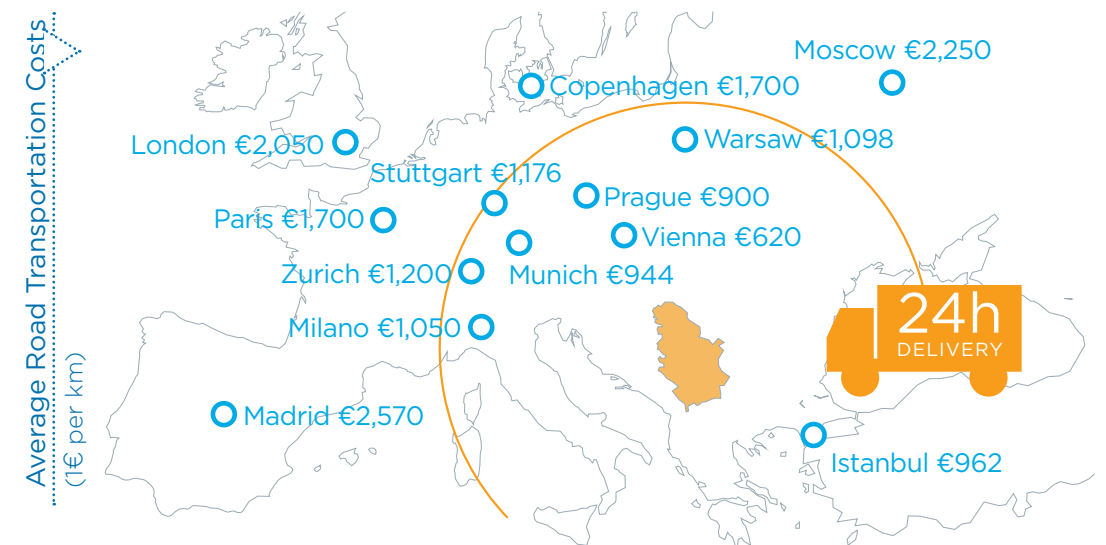 Average Road Transportation Costs
(1€ per km)
Moscow €2,250
Copenhagen €1,700
London €2,050
Warsaw €1,098
Stuttgart €1,176
Prague €900
Paris €1,700
Vienna €620
Zurich €1,200
Munich €944
Milano €1,050
24h
DELIVERY
Madrid €2,570
Istanbul €962